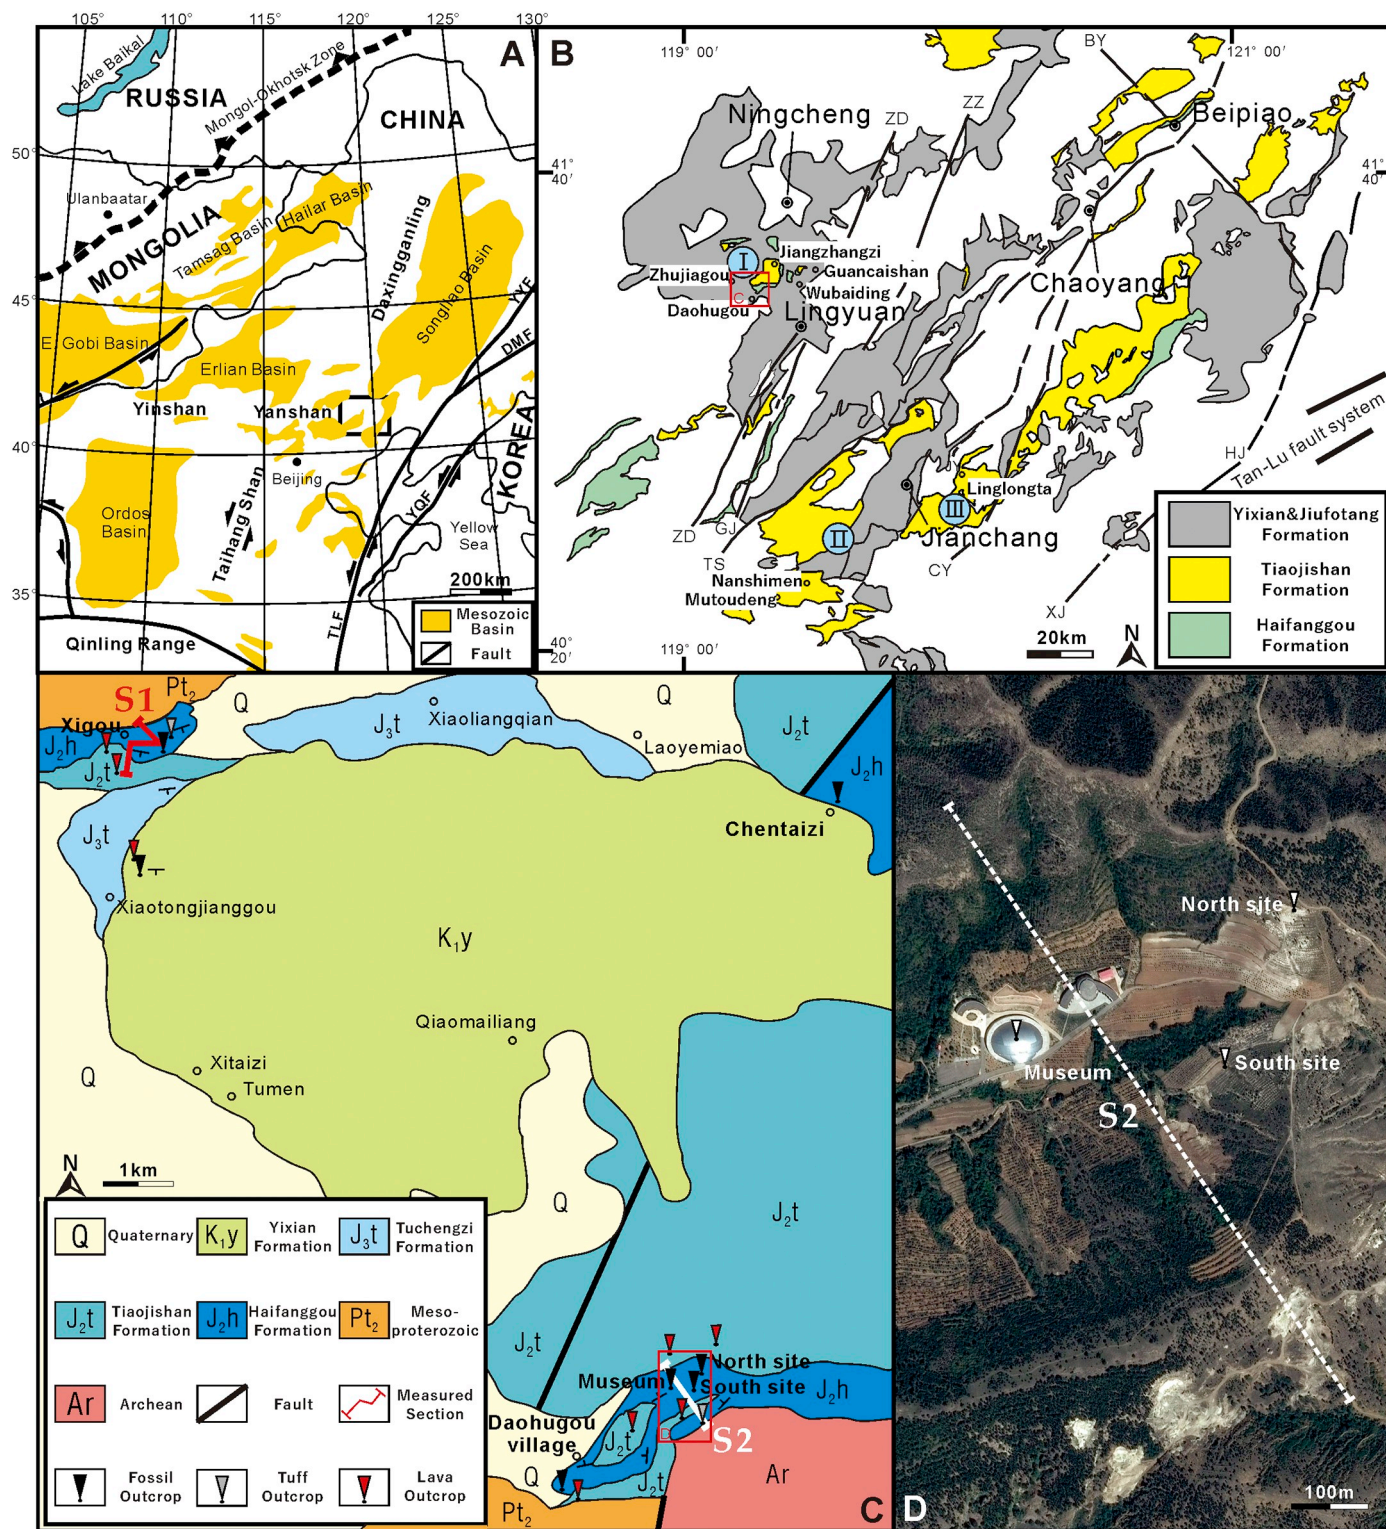 105° 110° 115° 120° 125° 130°
A
Lake Baikal
RUSSIA
Mongol-Okhotsk Zone
CHINA
50°
Ulanbaatar
MONGOLIA
Tamsag Basin
Hailar Basin
Daxingganling
Songliao Basin
45°
E. Gobi Basin
Erlian Basin
YYF
DMF
Yinshan
Yanshan
40°
Beijing
KOREA
Ordos
Basin
Taihang Shan
YQF
Yellow
Sea
200km
35°
TLF
Qinling Range
Mesozoic
Basin
Fault
B
119° 00′
121° 00′
BY
Beipiao
Ningcheng
ZD
ZZ
41°
40′
41°
40′
I
Jiangzhangzi
Zhujiagou
Guancaishan
C
Wubaiding
Daohugou
Lingyuan
Chaoyang
HJ
Tan-Lu fault system
Linglongta
III
II
Jianchang
ZD
GJ
TS
CY
Nanshimen
Mutoudeng
XJ
20km
N
40°
20′
119° 00′
Yixian&Jiufotang
Formation
Tiaojishan
Formation
Haifanggou
Formation
Pt2
S1
Q
Q
Xigou
J3t
Xiaoliangqian
J2t
J2h
Laoyemiao
J2t
J2h
Chentaizi
J3t
Xiaotongjianggou
K1y
Qiaomailiang
Xitaizi
Q
Tumen
N
1km
Q
J2t
J2t
North site
Museum
South site
J2h
Daohugou
village
J2t
D
S2
Q
J2t
Ar
Pt2
C
Q Quaternary
K1y Yixian
Formation
J3t Tuchengzi
Formation
J2t Tiaojishan
Formation
J2h Haifanggou
Formation
Pt2 Meso-
proterozoic
Ar Archean
Fault
Measured
Section
Fossil
Outcrop
Tuff
Outcrop
Lava
Outcrop
North site
Museum
South site
S2
D
100m